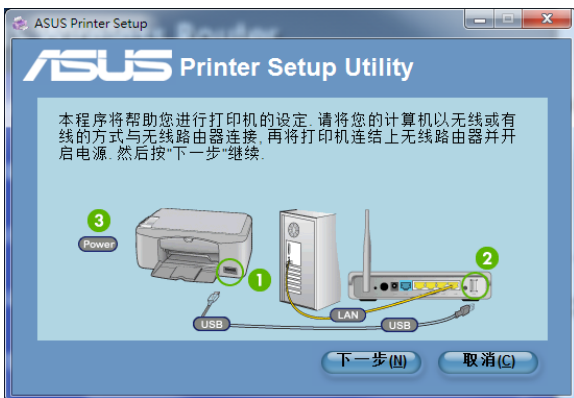 ASUS Printer Setup
ASUS Printer Setup Utility
本程序将帮助您进行打印机的设定. 请将您的计算机以无线或有
线的方式与无线路由器连接, 再将打印机连结上无线路由器并开
启电源. 然后按"下一步"继续.
3
Power
1
2
LAN
USB
USB
下一步(N)
取消(C)